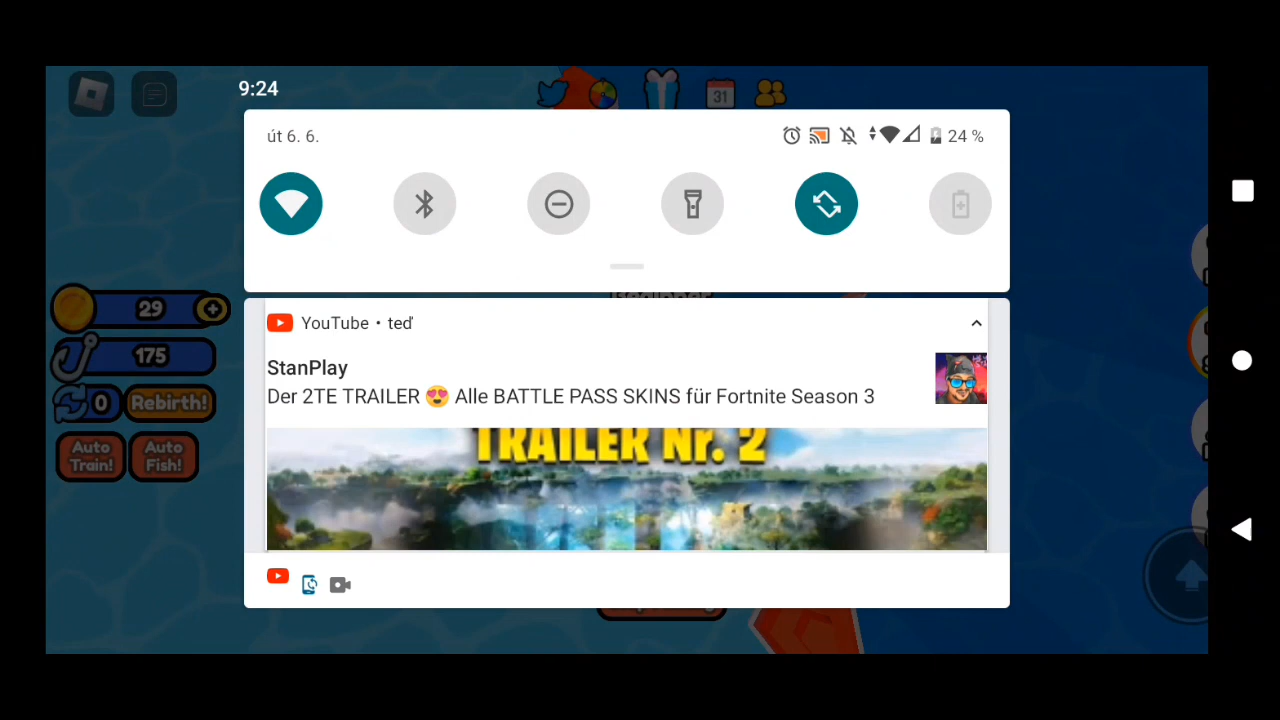 9:24
31
út 6. 6.
24 %
29
175
0 Rebirth!
Auto Train!
Auto Fish!
Beginner
YouTube • teď
StanPlay
Der 2TE TRAILER 😍 Alle BATTLE PASS SKINS für Fortnite Season 3
TRAILER Nr. 2